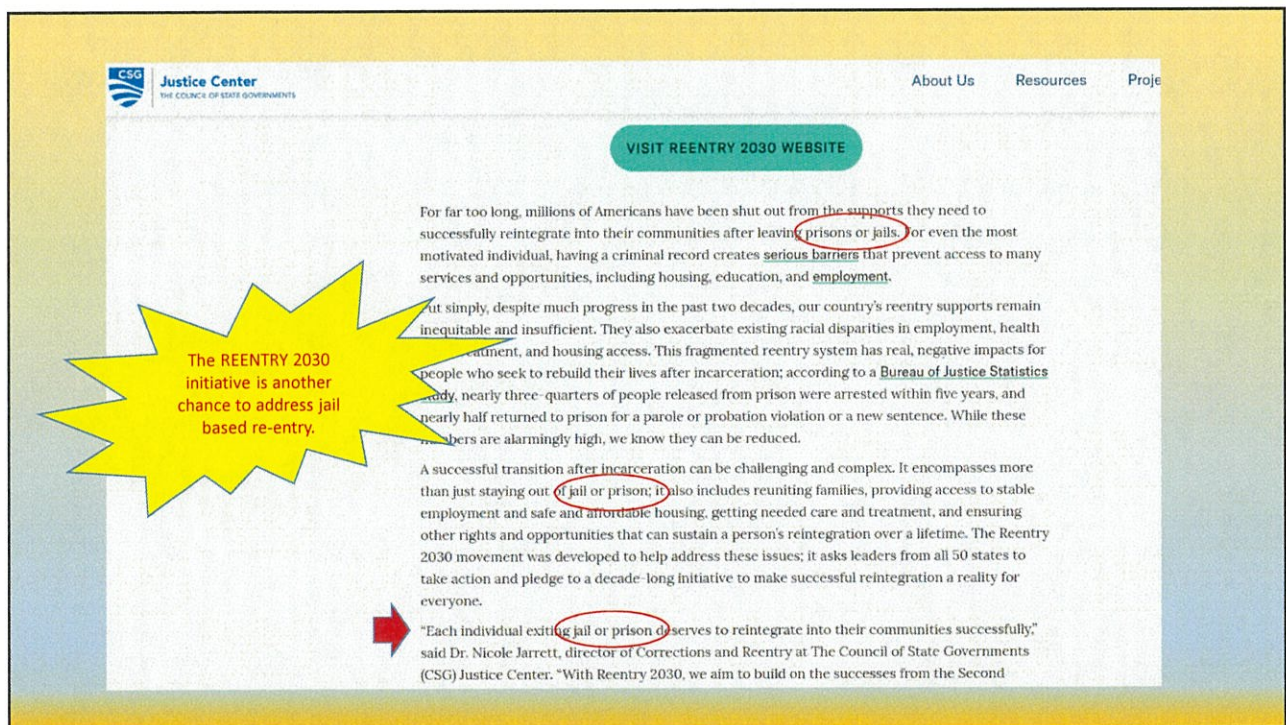 CSG
Justice Center
THE COUNCIL OF STATE GOVERNMENTS
About Us Resources Proje
VISIT REENTRY 2030 WEBSITE
For far too long, millions of Americans have been shut out from the supports they need to
successfully reintegrate into their communities after leaving prisons or jails. For even the most
motivated individual, having a criminal record creates serious barriers that prevent access to many
services and opportunities, including housing, education, and employment.
ut simply, despite much progress in the past two decades, our country's reentry supports remain
inequitable and insufficient. They also exacerbate existing racial disparities in employment, health
eatment, and housing access. This fragmented reentry system has real, negative impacts for
people who seek to rebuild their lives after incarceration; according to a Bureau of Justice Statistics
study, nearly three-quarters of people released from prison were arrested within five years, and
nearly half returned to prison for a parole or probation violation or a new sentence. While these
mbers are alarmingly high, we know they can be reduced.
The REENTRY 2030
initiative is another
chance to address jail
based re-entry.
A successful transition after incarceration can be challenging and complex. It encompasses more
than just staying out of jail or prison; it also includes reuniting families, providing access to stable
employment and safe and affordable housing, getting needed care and treatment, and ensuring
other rights and opportunities that can sustain a person's reintegration over a lifetime. The Reentry
2030 movement was developed to help address these issues; it asks leaders from all 50 states to
take action and pledge to a decade-long initiative to make successful reintegration a reality for
everyone.
"Each individual exiting jail or prison deserves to reintegrate into their communities successfully,"
said Dr. Nicole Jarrett, director of Corrections and Reentry at The Council of State Governments
(CSG) Justice Center. "With Reentry 2030, we aim to build on the successes from the Second